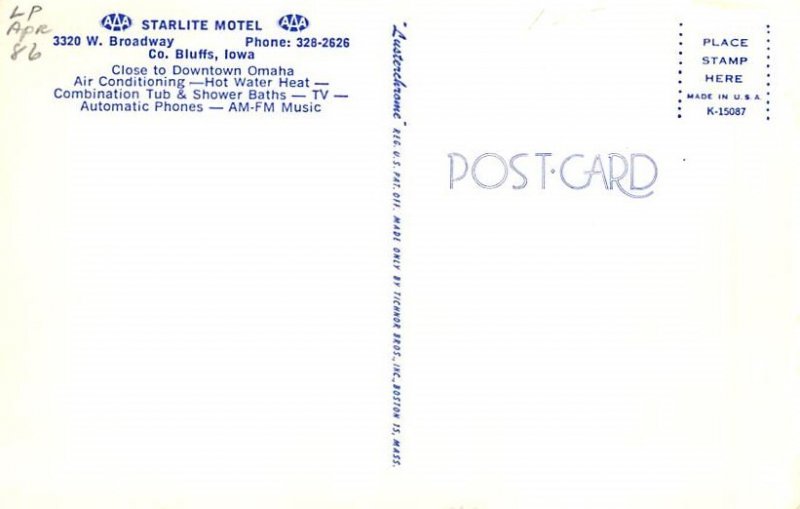 LP
Apr
86
AAA STARLITE MOTEL AAA
3320 W. Broadway Phone: 328-2626
Co. Bluffs, Iowa
Close to Downtown Omaha
Air Conditioning — Hot Water Heat —
Combination Tub & Shower Baths — TV —
Automatic Phones — AM-FM Music
"Lusterchrome" REG. U. S. PAT. OFF. MADE ONLY BY TICHNOR BROS., INC., BOSTON 15, MASS.
PLACE
STAMP
HERE
MADE IN U.S.A.
K-15087
POST·CARD